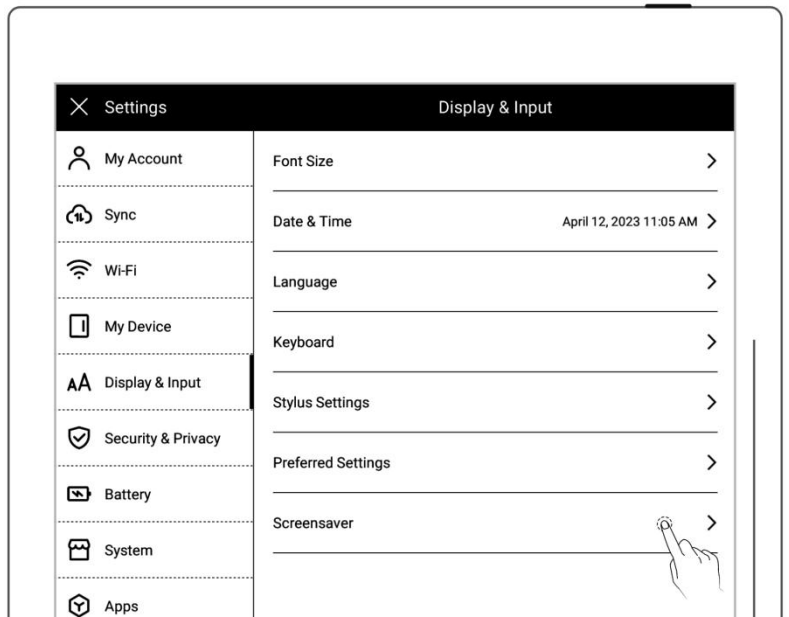 Settings
Display & Input
My Account
Sync
Wi-Fi
My Device
Display & Input
Security & Privacy
Battery
System
Apps
Font Size
Date & Time April 12, 2023 11:05 AM
Language
Keyboard
Stylus Settings
Preferred Settings
Screensaver